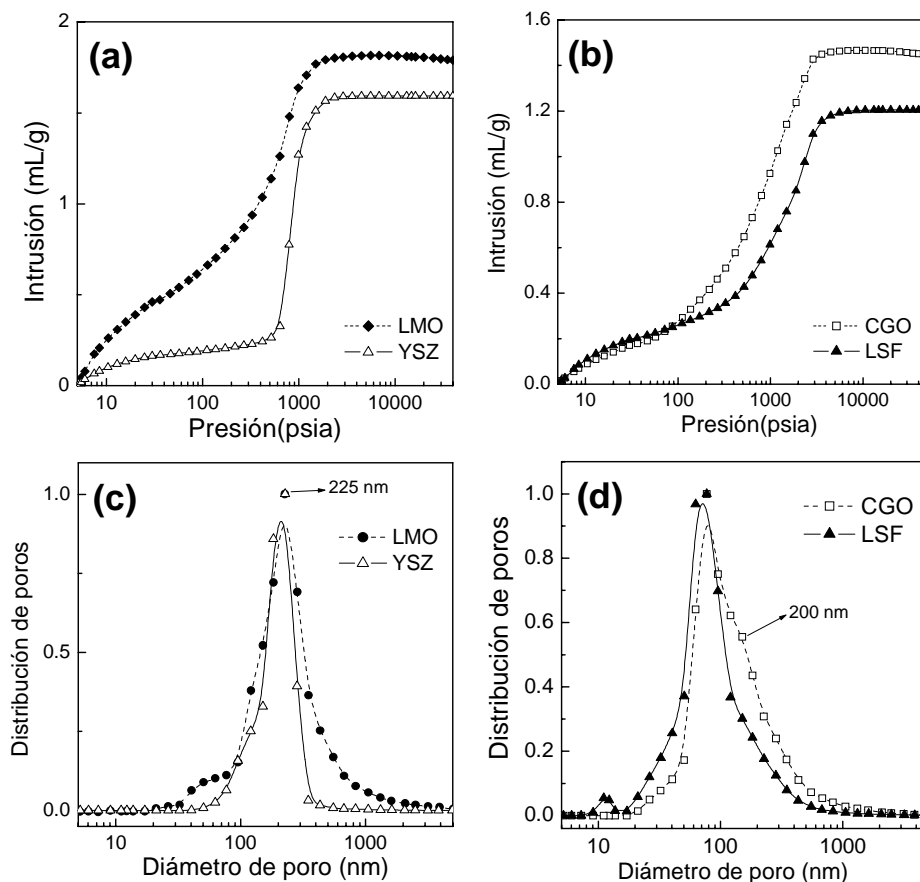 (a)
Intrusión (mL/g)
2
1
0
LMO
YSZ
10
100
1000
10000
Presión(psia)
(b)
Intrusión (mL/g)
1.6
1.2
0.8
0.4
0.0
CGO
LSF
10
100
1000
10000
Presión(psia)
(c)
Distribución de poros
1.0
0.5
0.0
225 nm
LMO
YSZ
10
100
1000
Diámetro de poro (nm)
(d)
Distribución de poros
1.0
0.8
0.6
0.4
0.2
0.0
CGO
LSF
200 nm
10
100
1000
Diámetro de poro (nm)